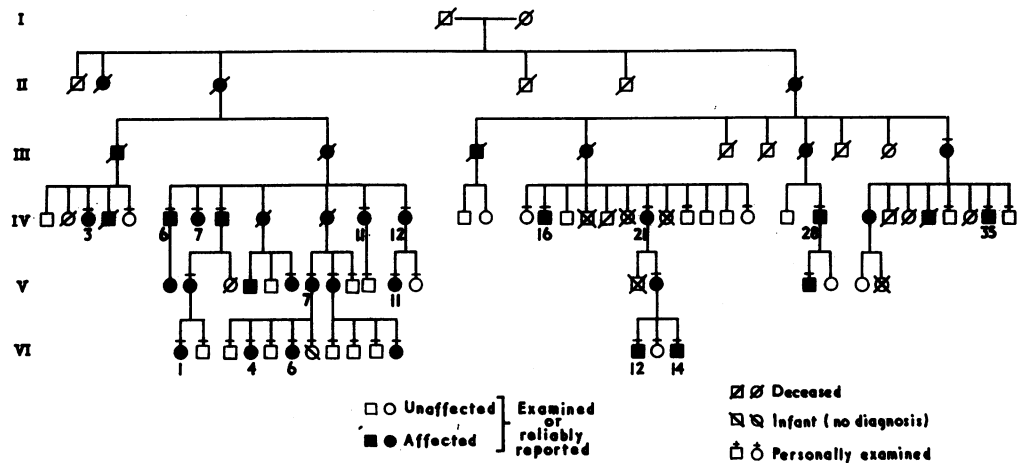 I
II
III
IV
3 6 7 11 12 16 21 28 35
V
7 11
VI
1 4 6 12 14
Unaffected
Affected
Examined
or
reliably
reported
Deceased
Infant (no diagnosis)
Personally examined